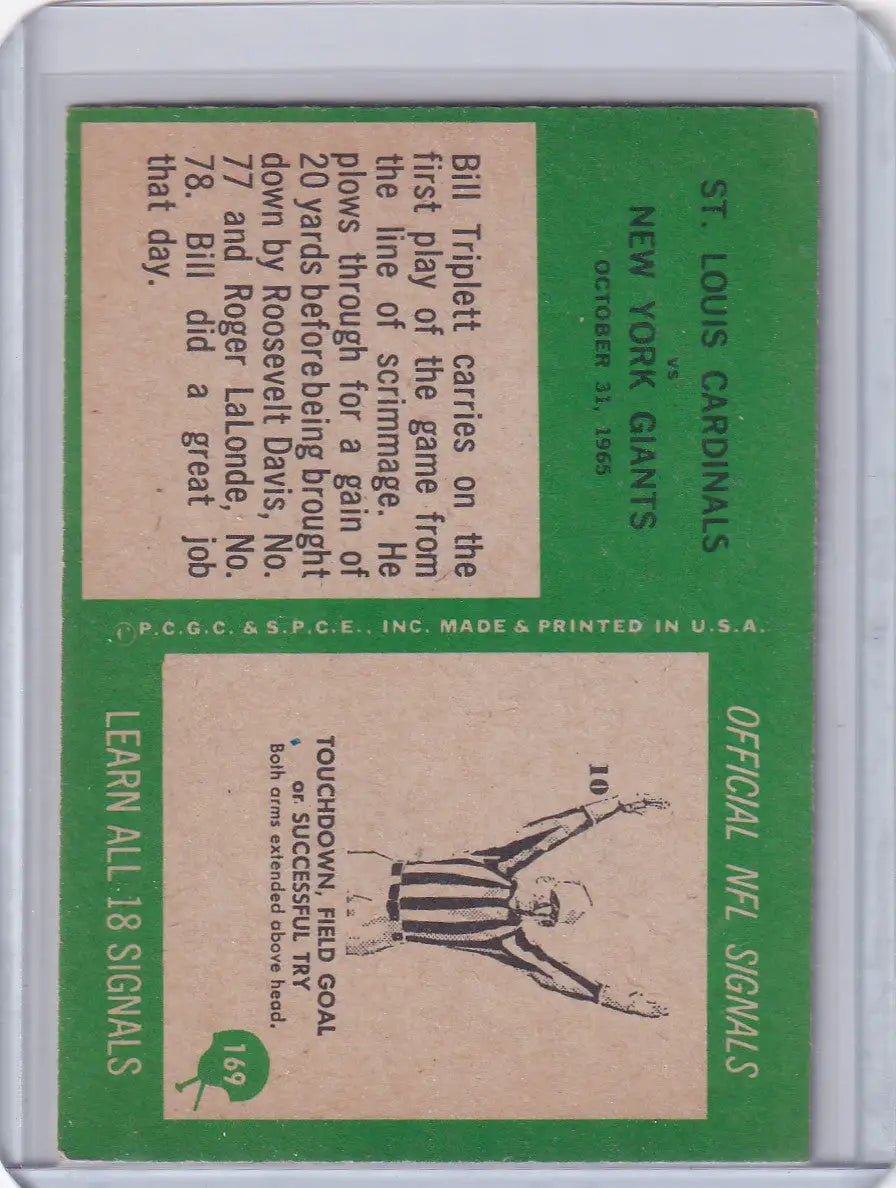 ST. LOUIS CARDINALS
vs
NEW YORK GIANTS
OCTOBER 31, 1965
Bill Triplett carries on the
first play of the game from
the line of scrimmage. He
plows through for a gain of
20 yards before being brought
down by Roosevelt Davis, No.
77 and Roger LaLonde, No.
78. Bill did a great job
that day.
©P.C.G.C. & S.P.C.E., INC. MADE & PRINTED IN U.S.A.
OFFICIAL NFL SIGNALS
10
TOUCHDOWN, FIELD GOAL
or SUCCESSFUL TRY
Both arms extended above head.
169
LEARN ALL 18 SIGNALS